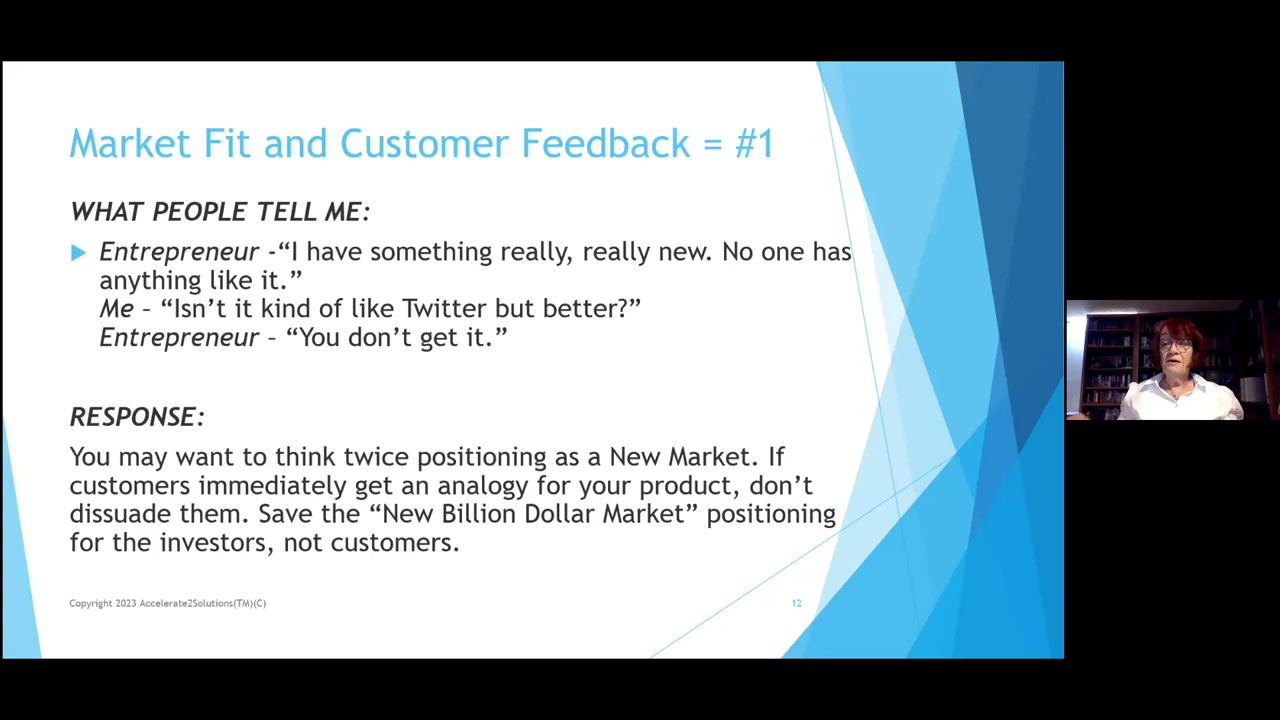 Market Fit and Customer Feedback = #1
WHAT PEOPLE TELL ME:
Entrepreneur -“I have something really, really new. No one has
anything like it.”
Me – “Isn’t it kind of like Twitter but better?”
Entrepreneur – “You don’t get it.”
RESPONSE:
You may want to think twice positioning as a New Market. If
customers immediately get an analogy for your product, don’t
dissuade them. Save the “New Billion Dollar Market” positioning
for the investors, not customers.
Copyright 2023 Accelerate2Solutions(TM)(C)
12